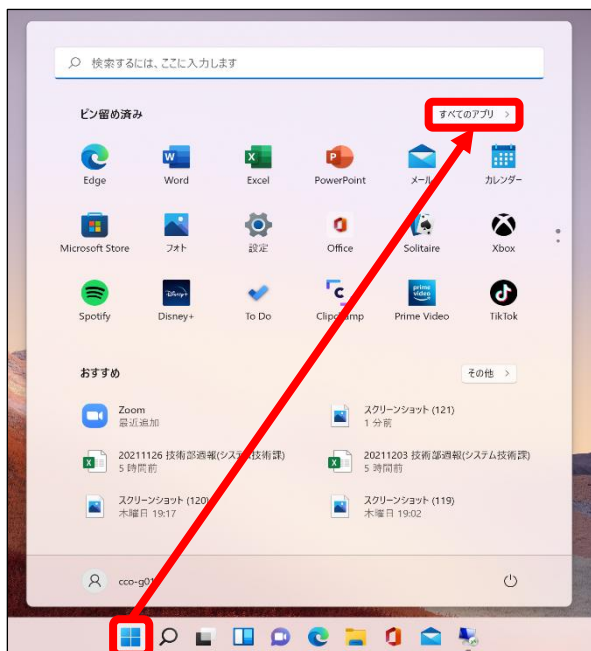 検索するには、ここに入力します
ピン留め済み
すべてのアプリ >
Edge
Word
Excel
PowerPoint
メール
カレンダー
Microsoft Store
フォト
設定
Office
Solitaire
Xbox
Spotify
Disney+
To Do
Clipchamp
Prime Video
TikTok
おすすめ
その他 >
Zoom
最近追加
スクリーンショット (121)
1 分前
20211126 技術部週報(システム技術課)
5 時間前
20211203 技術部週報(システム技術課)
5 時間前
スクリーンショット (120)
木曜日 19:17
スクリーンショット (119)
木曜日 19:02